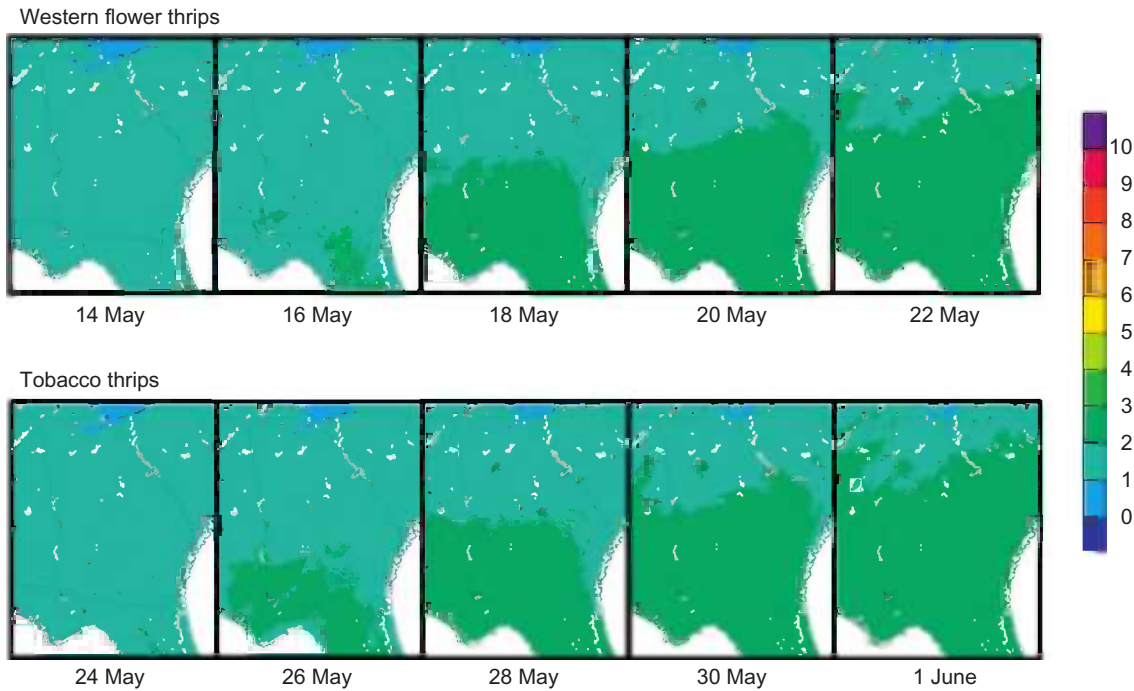 Western flower thrips
14 May
16 May
18 May
20 May
22 May
Tobacco thrips
24 May
26 May
28 May
30 May
1 June
10
9
8
7
6
5
4
3
2
1
0